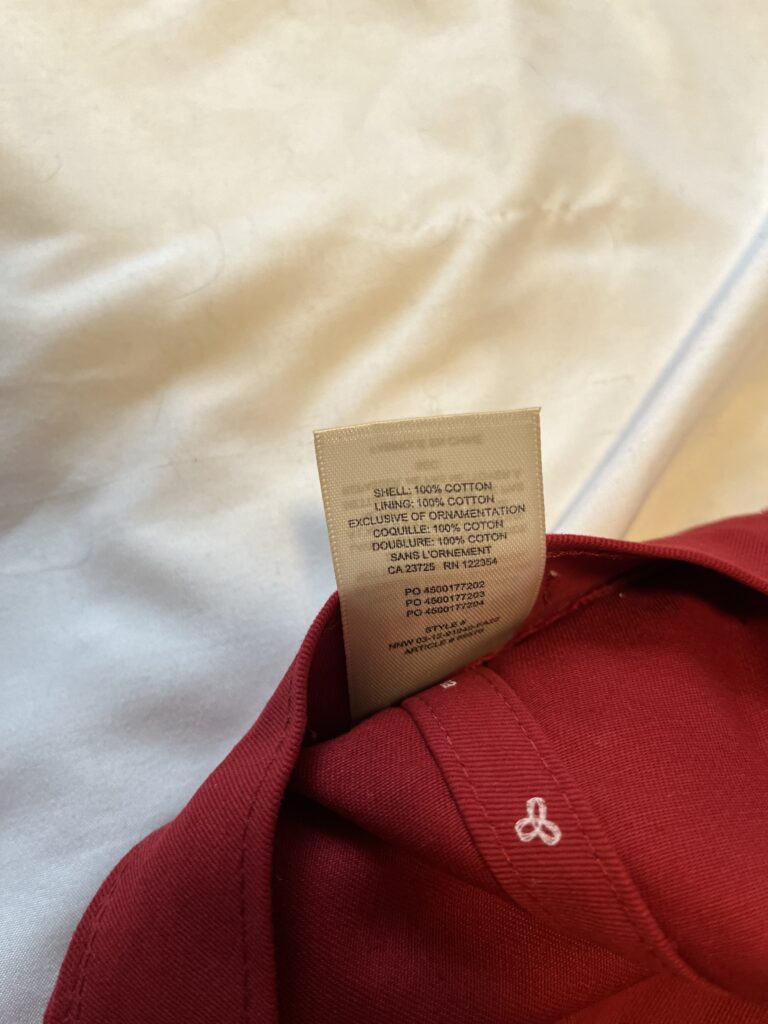 SHELL: 100% COTTON
LINING: 100% COTTON
EXCLUSIVE OF ORNAMENTATION
COQUILLE: 100% COTON
DOUBLURE: 100% COTON
SANS L'ORNEMENT
CA 23725 RN 122354
PO 4500177202
PO 4500177203
PO 4500177204
STYLE #
ARTICLE #